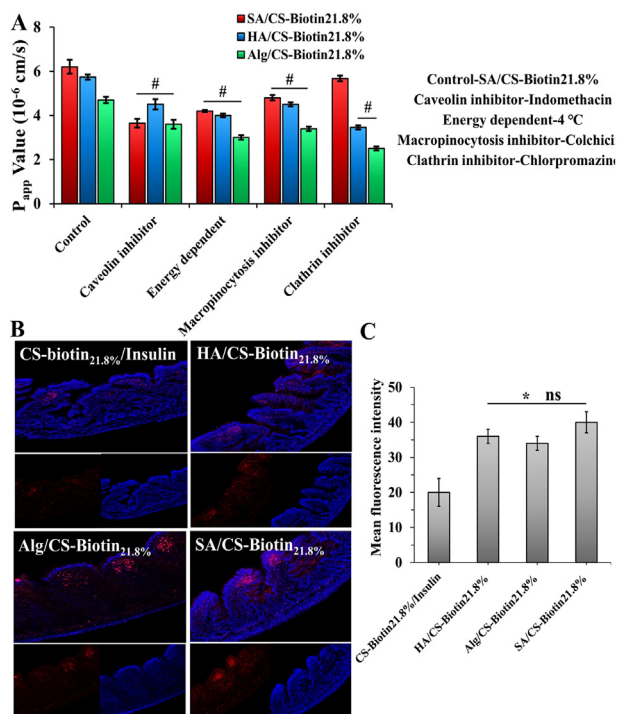 A
SA/CS-Biotin21.8%
HA/CS-Biotin21.8%
Alg/CS-Biotin21.8%
8
6
4
2
0
Papp Value (10-6 cm/s)
#
#
#
#
Control
Caveolin inhibitor
Energy dependent
Macropinocytosis inhibitor
Clathrin inhibitor
Control-SA/CS-Biotin21.8%
Caveolin inhibitor-Indomethacin
Energy dependent-4 ℃
Macropinocytosis inhibitor-Colchici
Clathrin inhibitor-Chlorpromazine
B
CS-biotin21.8%/Insulin
HA/CS-Biotin21.8%
Alg/CS-Biotin21.8%
SA/CS-Biotin21.8%
C
Mean fluorescence intensity
50
40
30
20
10
0
* ns
CS-Biotin21.8%/Insulin
HA/CS-Biotin21.8%
Alg/CS-Biotin21.8%
SA/CS-Biotin21.8%